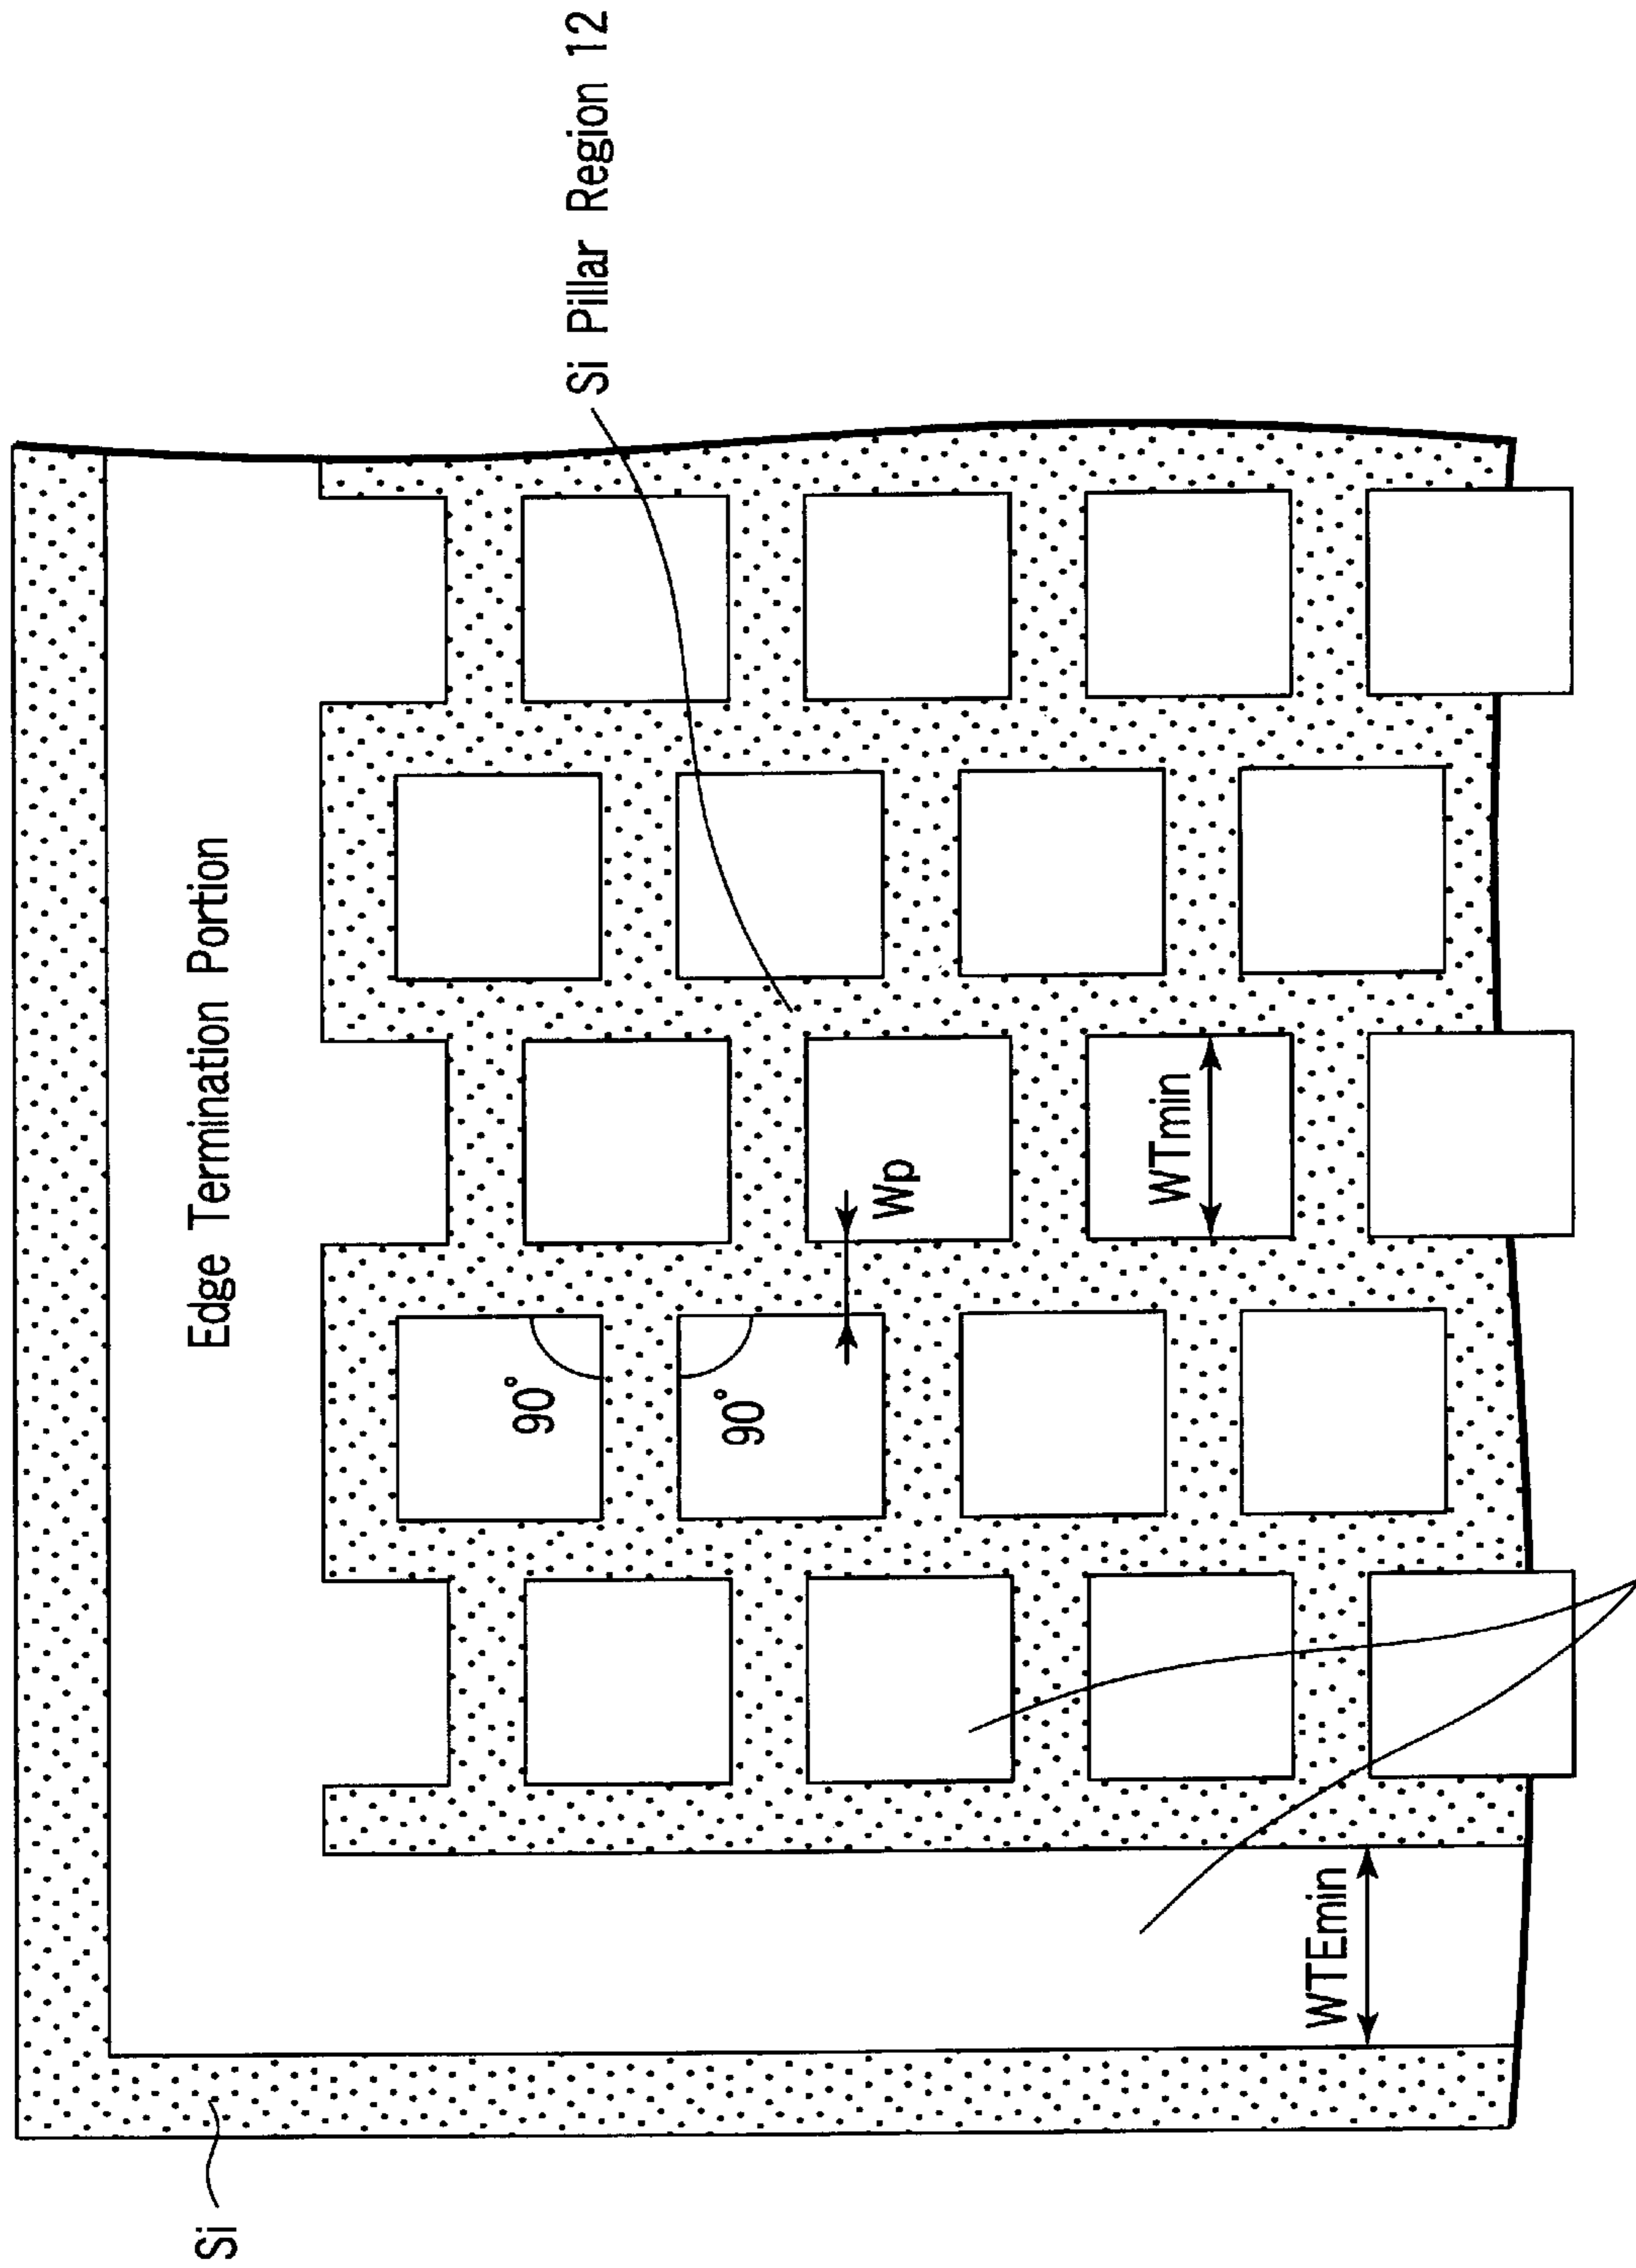 Si
Edge Termination Portion
Si Pillar Region 12
90°
90°
Wp
WTmin
WTEmin